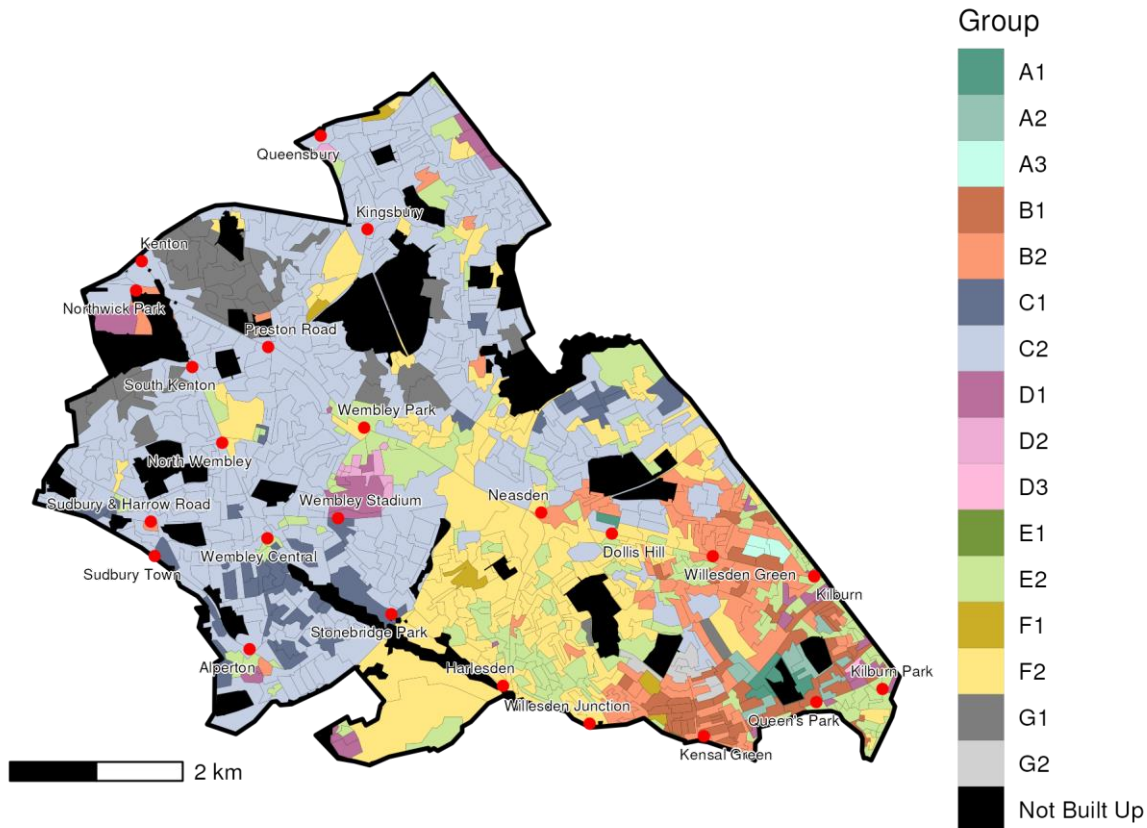 Group
A1
A2
A3
B1
B2
C1
C2
D1
D2
D3
E1
E2
F1
F2
G1
G2
Not Built Up
Queensbury
Kingsbury
Kenton
Northwick Park
Preston Road
South Kenton
Wembley Park
North Wembley
Sudbury & Harrow Road
Wembley Stadium
Neasden
Wembley Central
Dollis Hill
Sudbury Town
Willesden Green
Kilburn
Stonebridge Park
Alperton
Harlesden
Kilburn Park
Willesden Junction
Queen's Park
Kensal Green
2 km